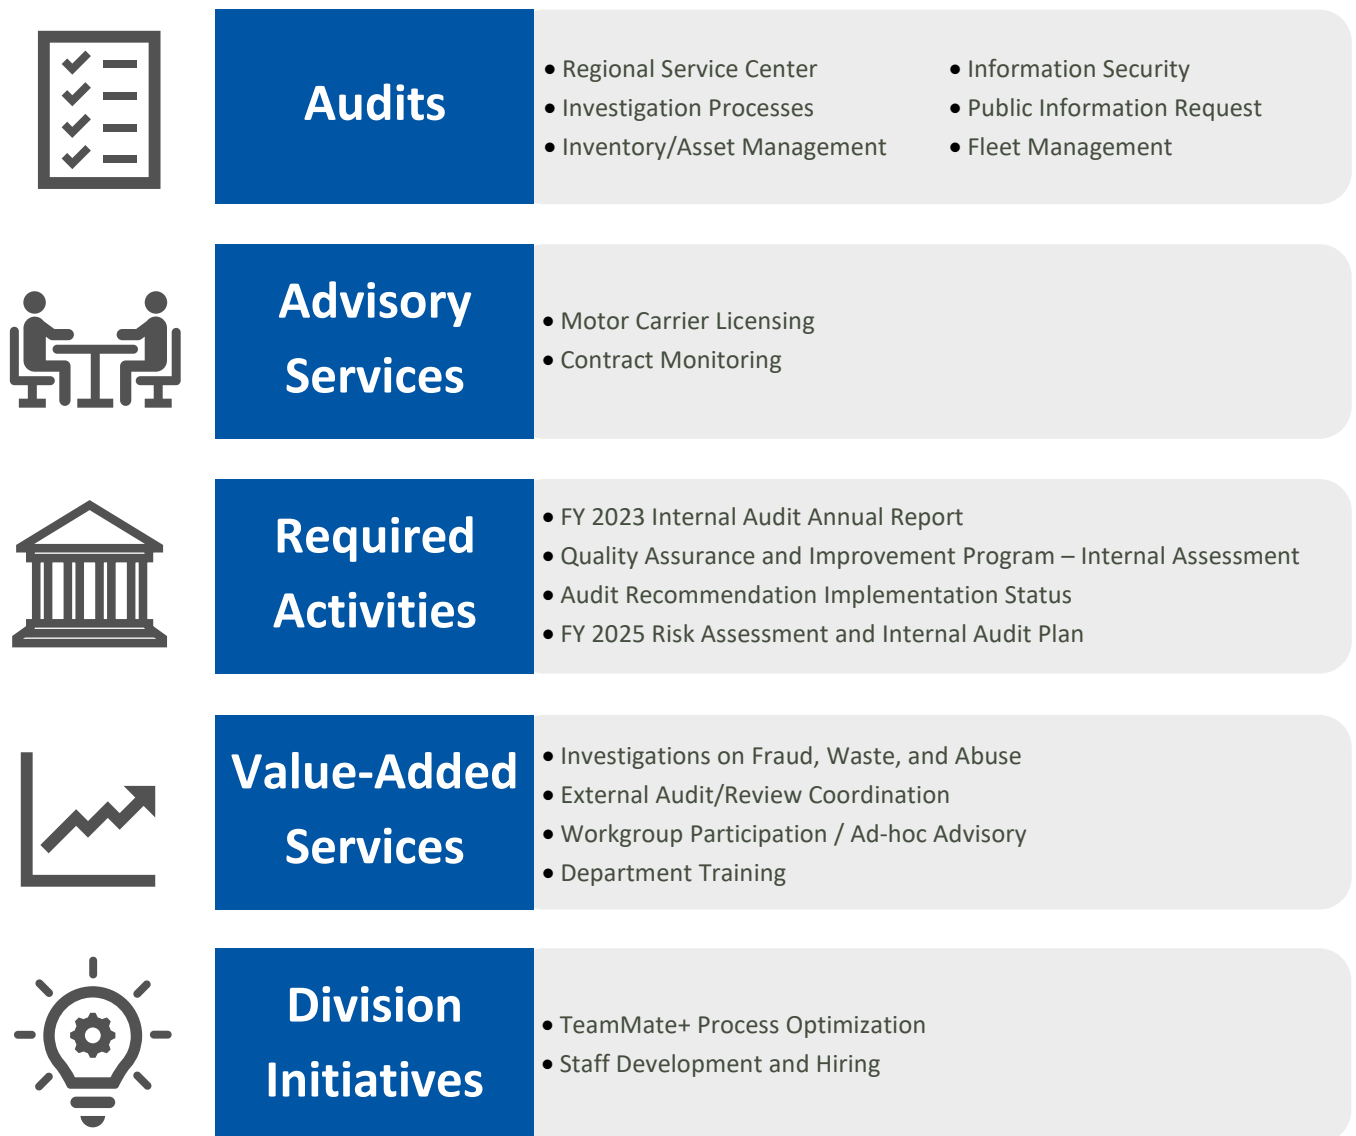 Audits
• Regional Service Center
• Investigation Processes
• Inventory/Asset Management
• Information Security
• Public Information Request
• Fleet Management
Advisory
Services
• Motor Carrier Licensing
• Contract Monitoring
Required
Activities
• FY 2023 Internal Audit Annual Report
• Quality Assurance and Improvement Program – Internal Assessment
• Audit Recommendation Implementation Status
• FY 2025 Risk Assessment and Internal Audit Plan
Value-Added
Services
• Investigations on Fraud, Waste, and Abuse
• External Audit/Review Coordination
• Workgroup Participation / Ad-hoc Advisory
• Department Training
Division
Initiatives
• TeamMate+ Process Optimization
• Staff Development and Hiring